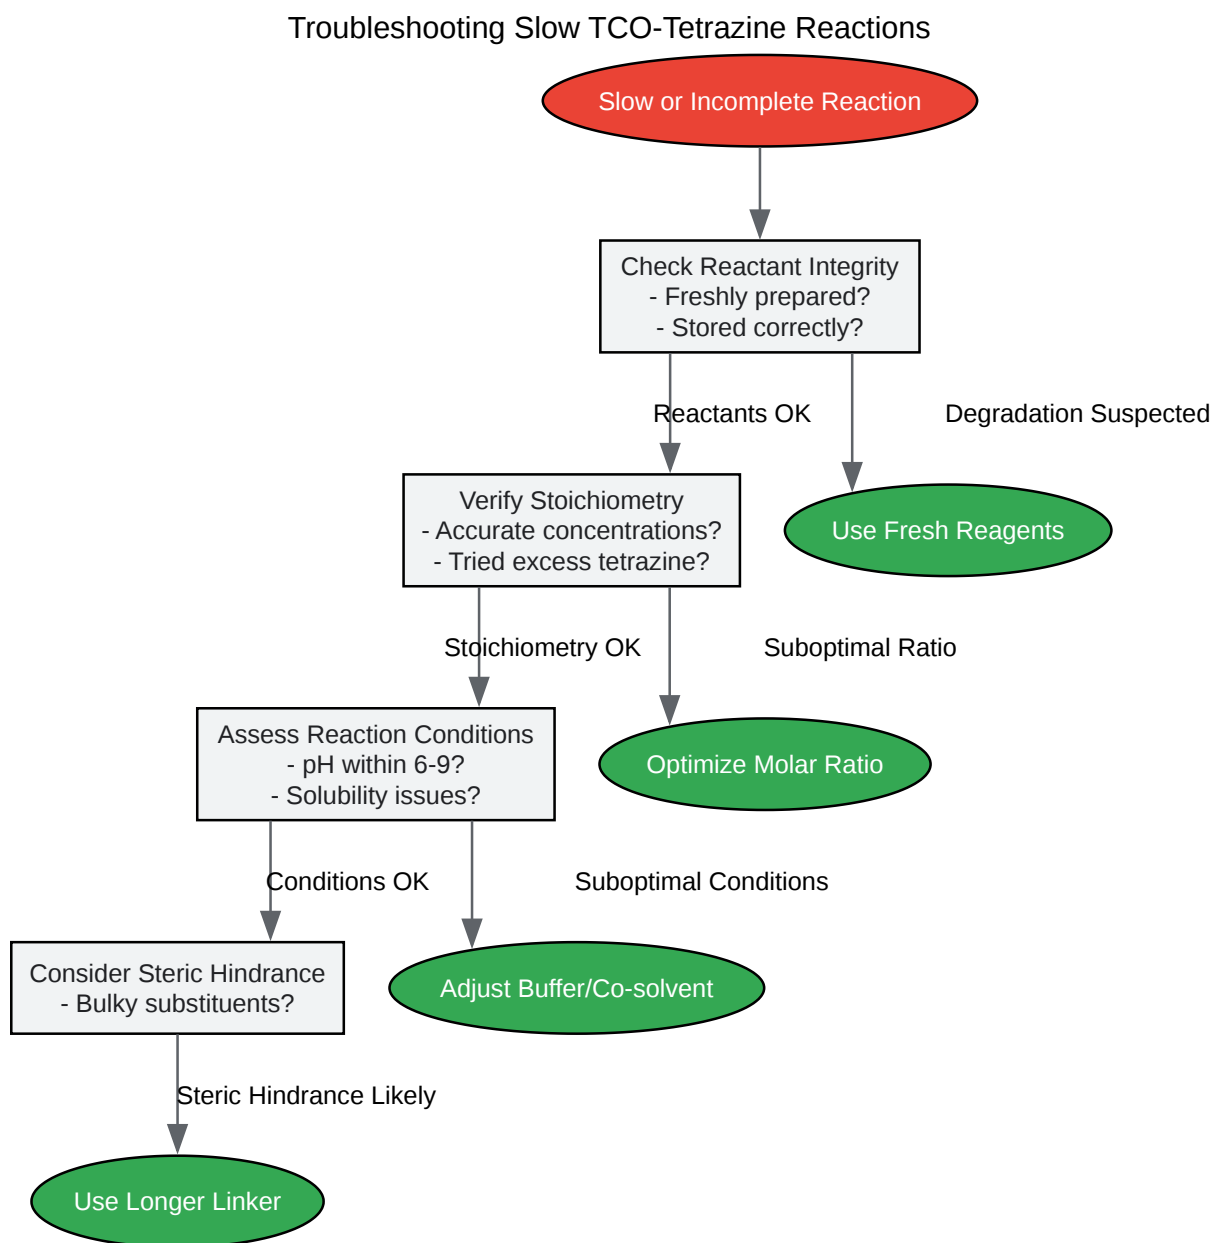 Troubleshooting Slow TCO-Tetrazine Reactions
Slow or Incomplete Reaction
Check Reactant Integrity
- Freshly prepared?
- Stored correctly?
Reactants OK
Degradation Suspected
Verify Stoichiometry
- Accurate concentrations?
- Tried excess tetrazine?
Use Fresh Reagents
Stoichiometry OK
Suboptimal Ratio
Assess Reaction Conditions
- pH within 6-9?
- Solubility issues?
Optimize Molar Ratio
Conditions OK
Suboptimal Conditions
Consider Steric Hindrance
- Bulky substituents?
Adjust Buffer/Co-solvent
Steric Hindrance Likely
Use Longer Linker